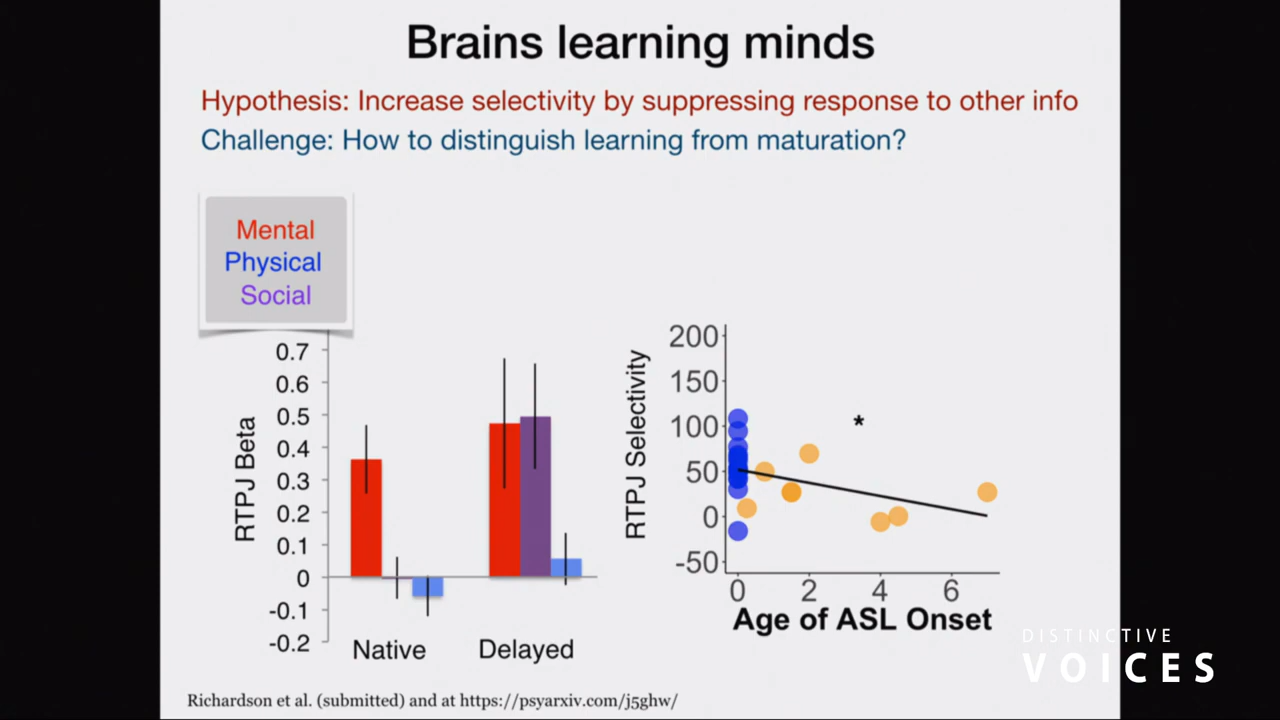 Brains learning minds
Hypothesis: Increase selectivity by suppressing response to other info
Challenge: How to distinguish learning from maturation?
Mental
Physical
Social
RTPJ Beta
0.7
0.6
0.5
0.4
0.3
0.2
0.1
0
-0.1
-0.2
Native
Delayed
RTPJ Selectivity
200
150
100
50
0
-50
*
0
2
4
6
Age of ASL Onset
DISTINCTIVE
VOICES
Richardson et al. (submitted) and at https://psyarxiv.com/j5ghw/